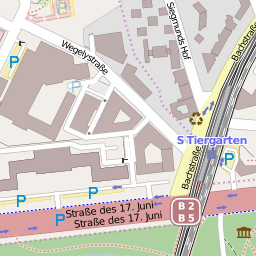 Siegmunds Hof
Wegelystraße
Bachstraße
P
P
S Tiergarten
Bachstraße
P
P
P
P
Straße des 17. Juni
Straße des 17. Juni
B 2
B 5